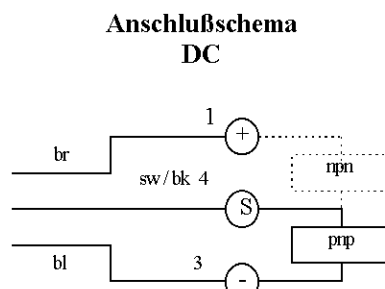 Anschlußschema
DC
1 +
br
npn
sw/bk 4 S
pnp
bl
3 -